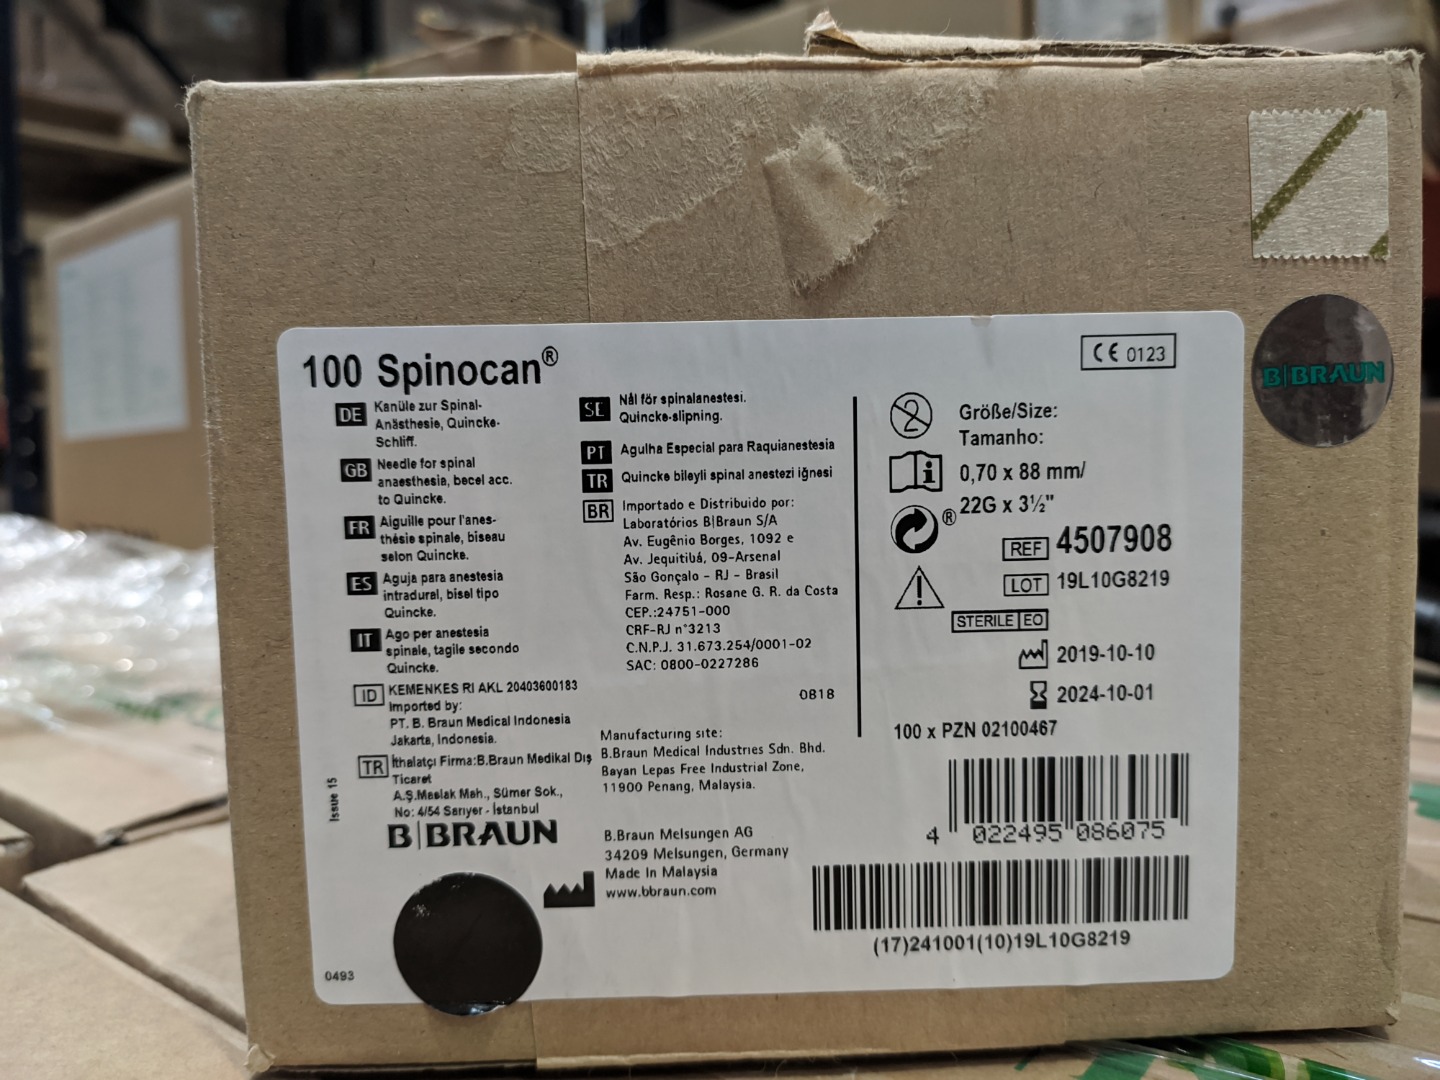 100 Spinocan®
DE Kanüle zur Spinal-
Anästhesie, Quincke-
Schliff.
GB Needle for spinal
anaesthesia, becel acc.
to Quincke.
FR Aiguille pour l'anes-
thésie spinale, biseau
selon Quincke.
ES Aguja para anestesia
intradural, bisel tipo
Quincke.
IT Ago per anestesia
spinale, tagile secondo
Quincke.
ID KEMENKES RI AKL 20403600183
Imported by:
PT. B. Braun Medical Indonesia
Jakarta, Indonesia.
TR İthalatçı Firma:B.Braun Medikal Dış
Ticaret
A.Ş.Maslak Mah., Sümer Sok.,
No: 4/54 Sarıyer - İstanbul
B|BRAUN
Issue 15
0493
SE Nål för spinalanestesi.
Quincke-slipning.
PT Agulha Especial para Raquianestesia
TR Quincke bileyli spinal anestezi iğnesi
BR Importado e Distribuido por:
Laboratórios B|Braun S/A
Av. Eugênio Borges, 1092 e
Av. Jequitibá, 09-Arsenal
São Gonçalo - RJ - Brasil
Farm. Resp.: Rosane G. R. da Costa
CEP.:24751-000
CRF-RJ n°3213
C.N.P.J. 31.673.254/0001-02
SAC: 0800-0227286
0818
Manufacturing site:
B.Braun Medical Industries Sdn. Bhd.
Bayan Lepas Free Industrial Zone,
11900 Penang, Malaysia.
B.Braun Melsungen AG
34209 Melsungen, Germany
Made In Malaysia
www.bbraun.com
CE 0123
2
Größe/Size:
Tamanho:
i
0,70 x 88 mm/
22G x 3½"
®
REF 4507908
LOT 19L10G8219
STERILE EO
2019-10-10
2024-10-01
100 x PZN 02100467
4 022495 086075
(17)241001(10)19L10G8219
B|BRAUN